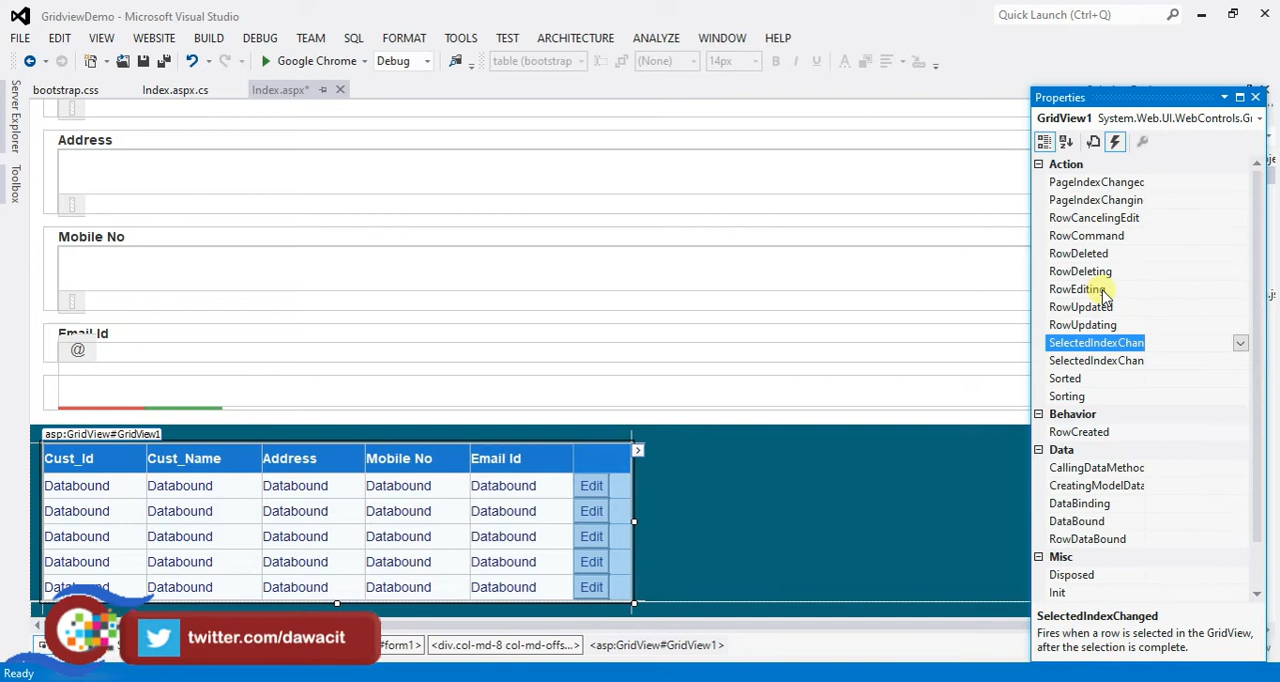 GridviewDemo - Microsoft Visual Studio
Quick Launch (Ctrl+Q)
FILE EDIT VIEW WEBSITE BUILD DEBUG TEAM SQL FORMAT TOOLS TEST ARCHITECTURE ANALYZE WINDOW HELP
Google Chrome Debug table (bootstrap (None) 14px B I U A
bootstrap.css Index.aspx.cs Index.aspx*
Server Explorer
Toolbox
Address
Mobile No
Email Id
@
asp:GridView#GridView1
Cust_Id Cust_Name Address Mobile No Email Id
Databound Databound Databound Databound Databound Edit
Databound Databound Databound Databound Databound Edit
Databound Databound Databound Databound Databound Edit
Databound Databound Databound Databound Databound Edit
Databound Databound Databound Databound Databound Edit
twitter.com/dawacit
form1> <div.col-md-8 col-md-offs...> <asp:GridView#GridView1>
Ready
Properties
GridView1 System.Web.UI.WebControls.Gr
Action
PageIndexChanged
PageIndexChangin
RowCancelingEdit
RowCommand
RowDeleted
RowDeleting
RowEditing
RowUpdated
RowUpdating
SelectedIndexChan
SelectedIndexChan
Sorted
Sorting
Behavior
RowCreated
Data
CallingDataMethoc
CreatingModelData
DataBinding
DataBound
RowDataBound
Misc
Disposed
Init
SelectedIndexChanged
Fires when a row is selected in the GridView,
after the selection is complete.